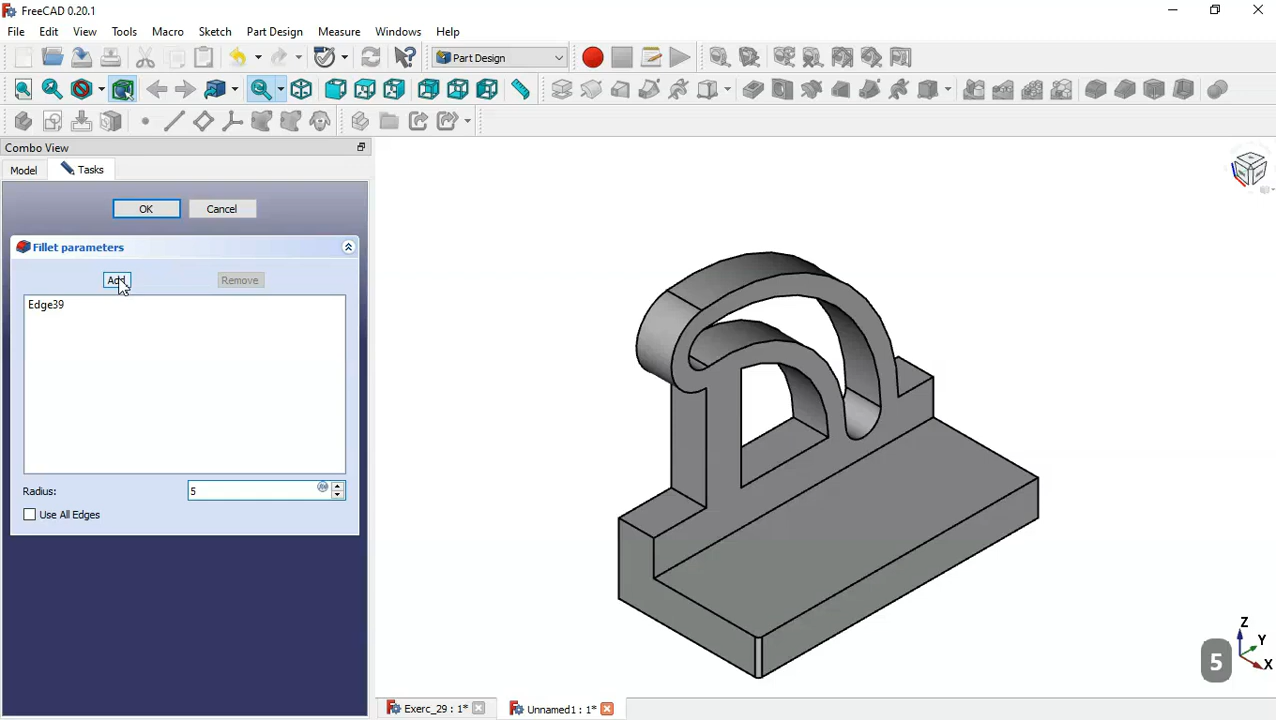 FreeCAD 0.20.1
File Edit View Tools Macro Sketch Part Design Measure Windows Help
Part Design
Combo View
Model Tasks
OK Cancel
Fillet parameters
Add Remove
Edge39
Radius: 5
Use All Edges
Z
Y
X
5
Exerc_29 : 1* Unnamed1 : 1*